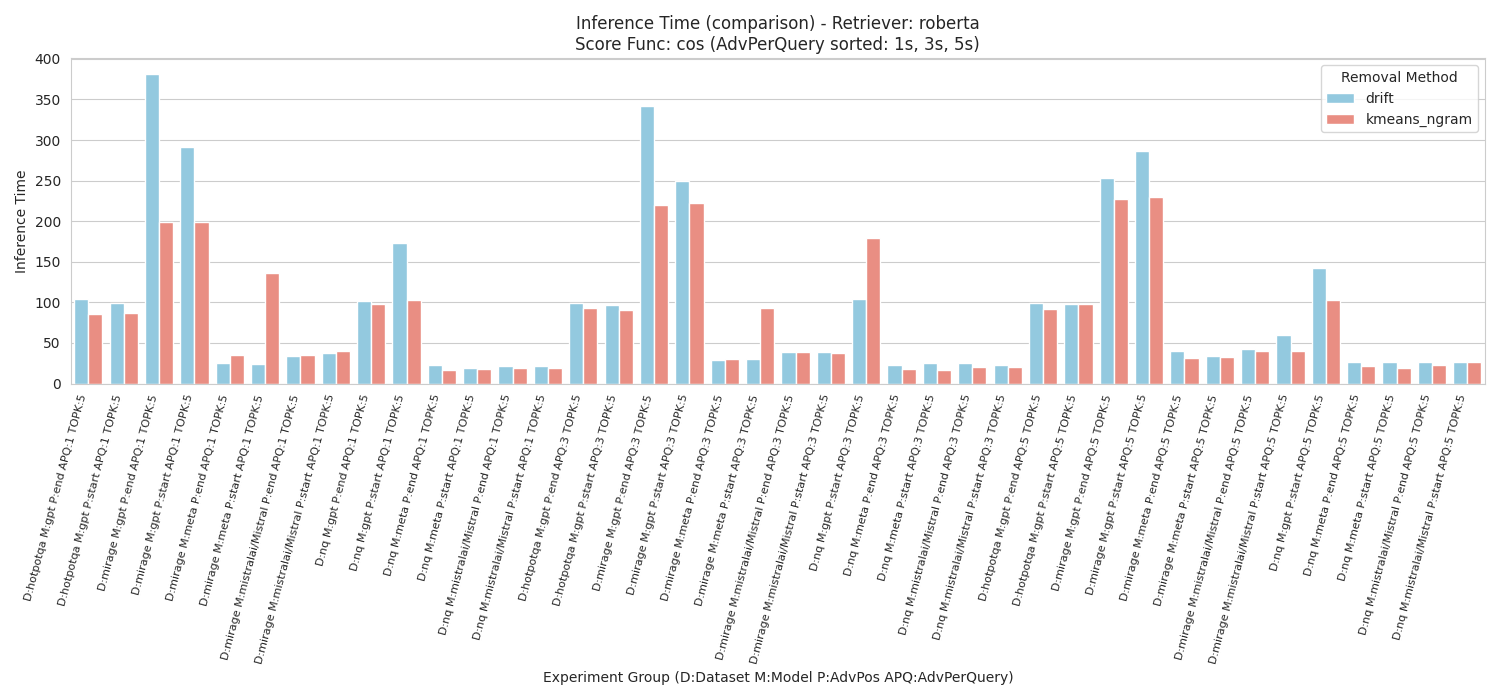 Inference Time (comparison) - Retriever: roberta
Score Func: cos (AdvPerQuery sorted: 1s, 3s, 5s)
Inference Time
400
350
300
250
200
150
100
50
0
Removal Method
drift
kmeans_ngram
D:hotpotqa M:gpt P:end APQ:1 TOPK:5
D:hotpotqa M:gpt P:start APQ:1 TOPK:5
D:mirage M:gpt P:end APQ:1 TOPK:5
D:mirage M:gpt P:start APQ:1 TOPK:5
D:mirage M:meta P:end APQ:1 TOPK:5
D:mirage M:meta P:start APQ:1 TOPK:5
D:mirage M:mistralai/Mistral P:end APQ:1 TOPK:5
D:mirage M:mistralai/Mistral P:start APQ:1 TOPK:5
D:nq M:gpt P:end APQ:1 TOPK:5
D:nq M:gpt P:start APQ:1 TOPK:5
D:nq M:meta P:end APQ:1 TOPK:5
D:nq M:meta P:start APQ:1 TOPK:5
D:nq M:mistralai/Mistral P:end APQ:1 TOPK:5
D:nq M:mistralai/Mistral P:start APQ:1 TOPK:5
D:hotpotqa M:gpt P:end APQ:3 TOPK:5
D:hotpotqa M:gpt P:start APQ:3 TOPK:5
D:mirage M:gpt P:end APQ:3 TOPK:5
D:mirage M:gpt P:start APQ:3 TOPK:5
D:mirage M:meta P:end APQ:3 TOPK:5
D:mirage M:meta P:start APQ:3 TOPK:5
D:mirage M:mistralai/Mistral P:end APQ:3 TOPK:5
D:mirage M:mistralai/Mistral P:start APQ:3 TOPK:5
D:nq M:gpt P:start APQ:3 TOPK:5
D:nq M:meta P:end APQ:3 TOPK:5
D:nq M:meta P:start APQ:3 TOPK:5
D:nq M:mistralai/Mistral P:end APQ:3 TOPK:5
D:nq M:mistralai/Mistral P:start APQ:3 TOPK:5
D:hotpotqa M:gpt P:end APQ:5 TOPK:5
D:hotpotqa M:gpt P:start APQ:5 TOPK:5
D:mirage M:gpt P:end APQ:5 TOPK:5
D:mirage M:gpt P:start APQ:5 TOPK:5
D:mirage M:meta P:end APQ:5 TOPK:5
D:mirage M:meta P:start APQ:5 TOPK:5
D:mirage M:mistralai/Mistral P:end APQ:5 TOPK:5
D:mirage M:mistralai/Mistral P:start APQ:5 TOPK:5
D:nq M:gpt P:start APQ:5 TOPK:5
D:nq M:meta P:end APQ:5 TOPK:5
D:nq M:meta P:start APQ:5 TOPK:5
D:nq M:mistralai/Mistral P:end APQ:5 TOPK:5
D:nq M:mistralai/Mistral P:start APQ:5 TOPK:5
Experiment Group (D:Dataset M:Model P:AdvPos APQ:AdvPerQuery)